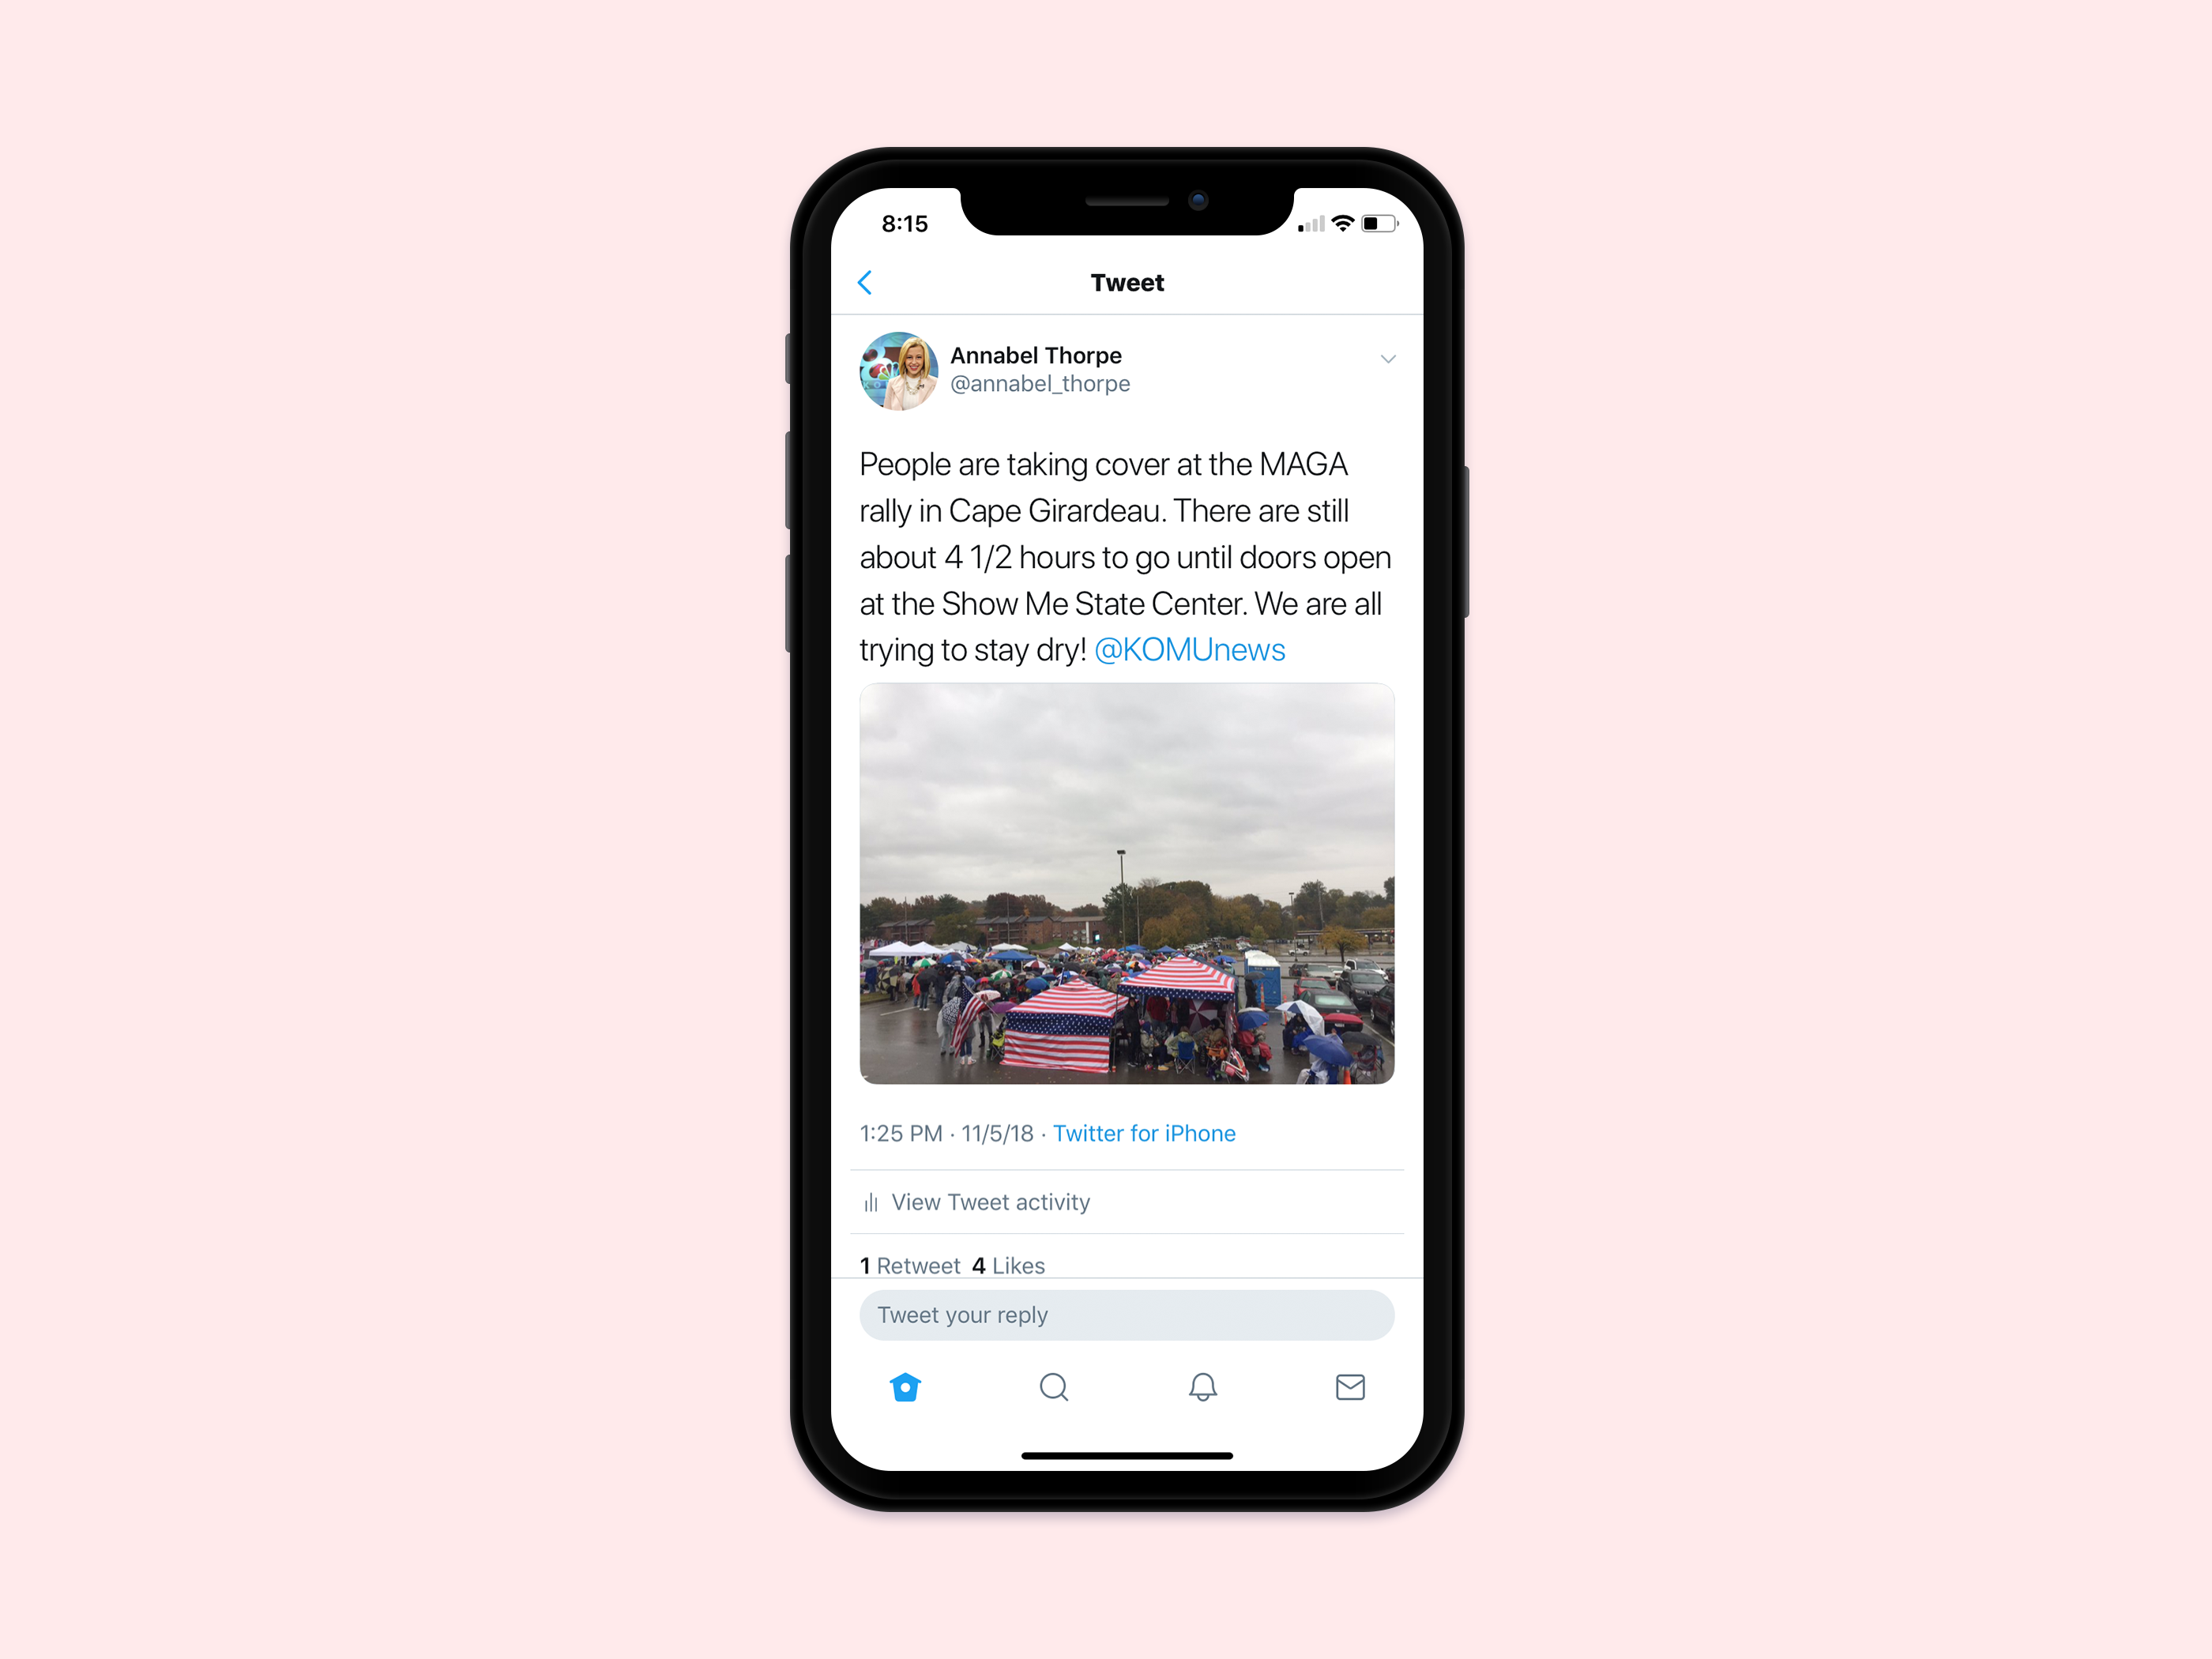 8:15
Tweet
Annabel Thorpe
@annabel_thorpe
People are taking cover at the MAGA
rally in Cape Girardeau. There are still
about 4 1/2 hours to go until doors open
at the Show Me State Center. We are all
trying to stay dry! @KOMUnews
1:25 PM · 11/5/18 · Twitter for iPhone
View Tweet activity
1 Retweet 4 Likes
Tweet your reply